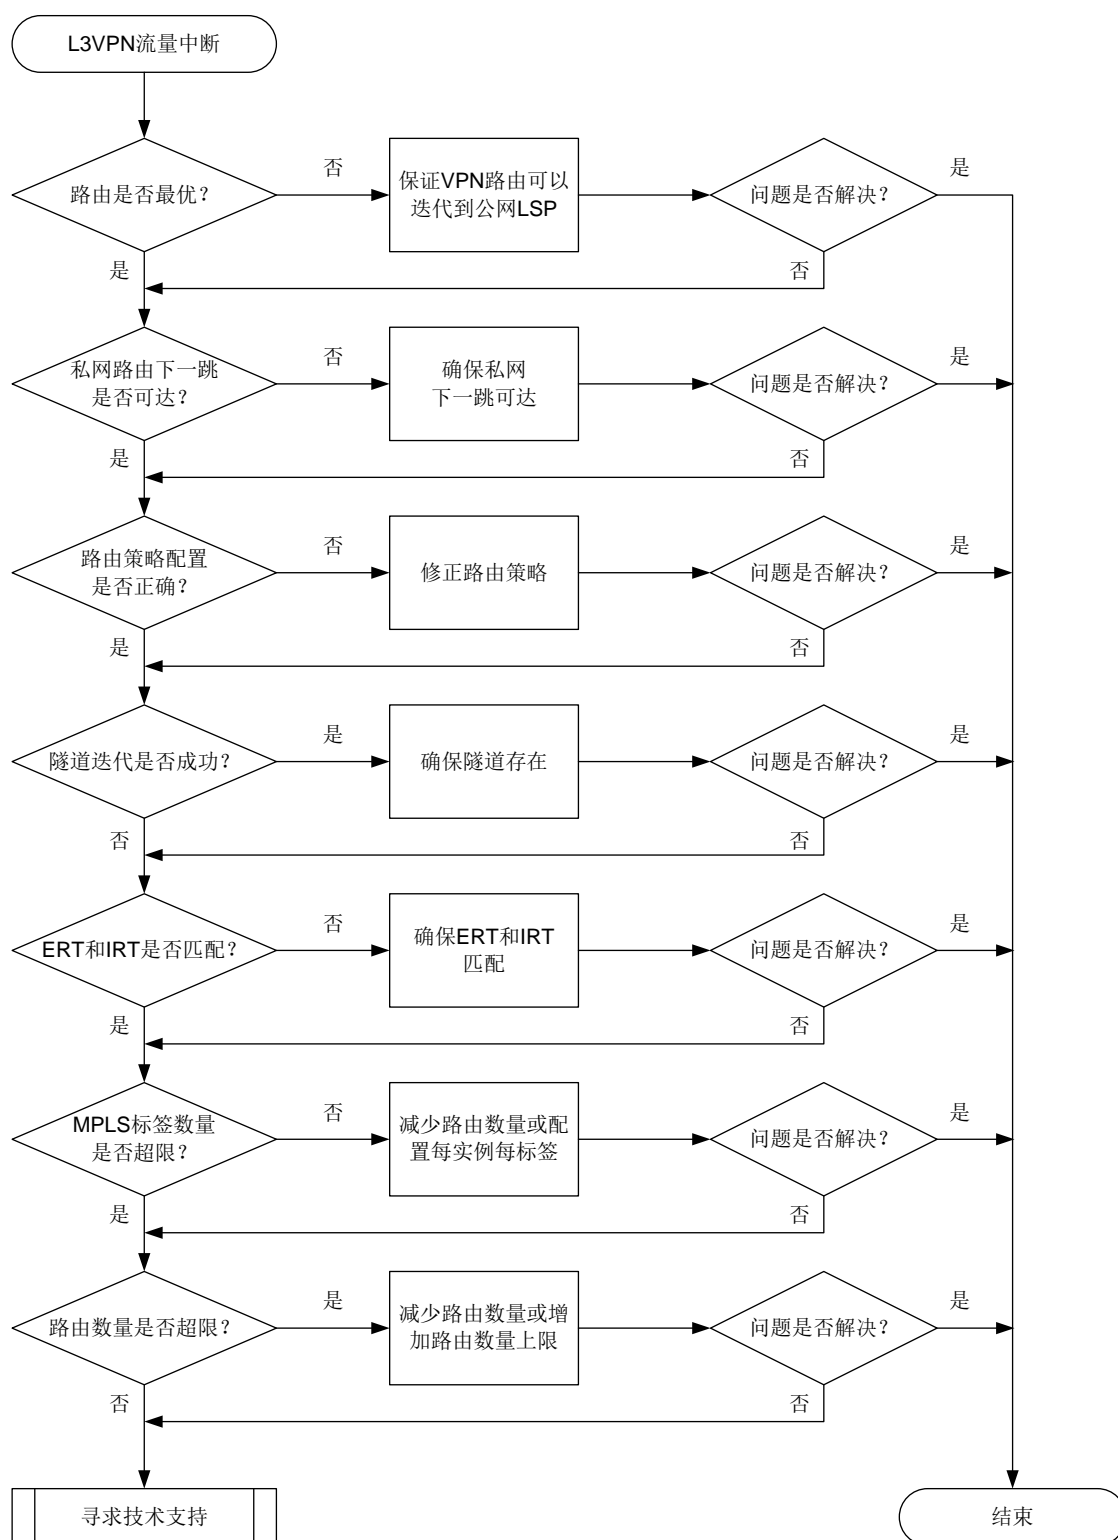 L3VPN流量中断
路由是否最优？
否
保证VPN路由可以
迭代到公网LSP
问题是否解决？
是
是
否
私网路由下一跳
是否可达？
否
确保私网
下一跳可达
问题是否解决？
是
是
否
路由策略配置
是否正确？
否
修正路由策略
问题是否解决？
是
是
否
隧道迭代是否成功？
是
确保隧道存在
问题是否解决？
是
否
否
ERT和IRT是否匹配？
否
确保ERT和IRT
匹配
问题是否解决？
是
是
否
MPLS标签数量
是否超限？
否
减少路由数量或配
置每实例每标签
问题是否解决？
是
是
否
路由数量是否超限？
是
减少路由数量或增
加路由数量上限
问题是否解决？
是
否
否
寻求技术支持
结束